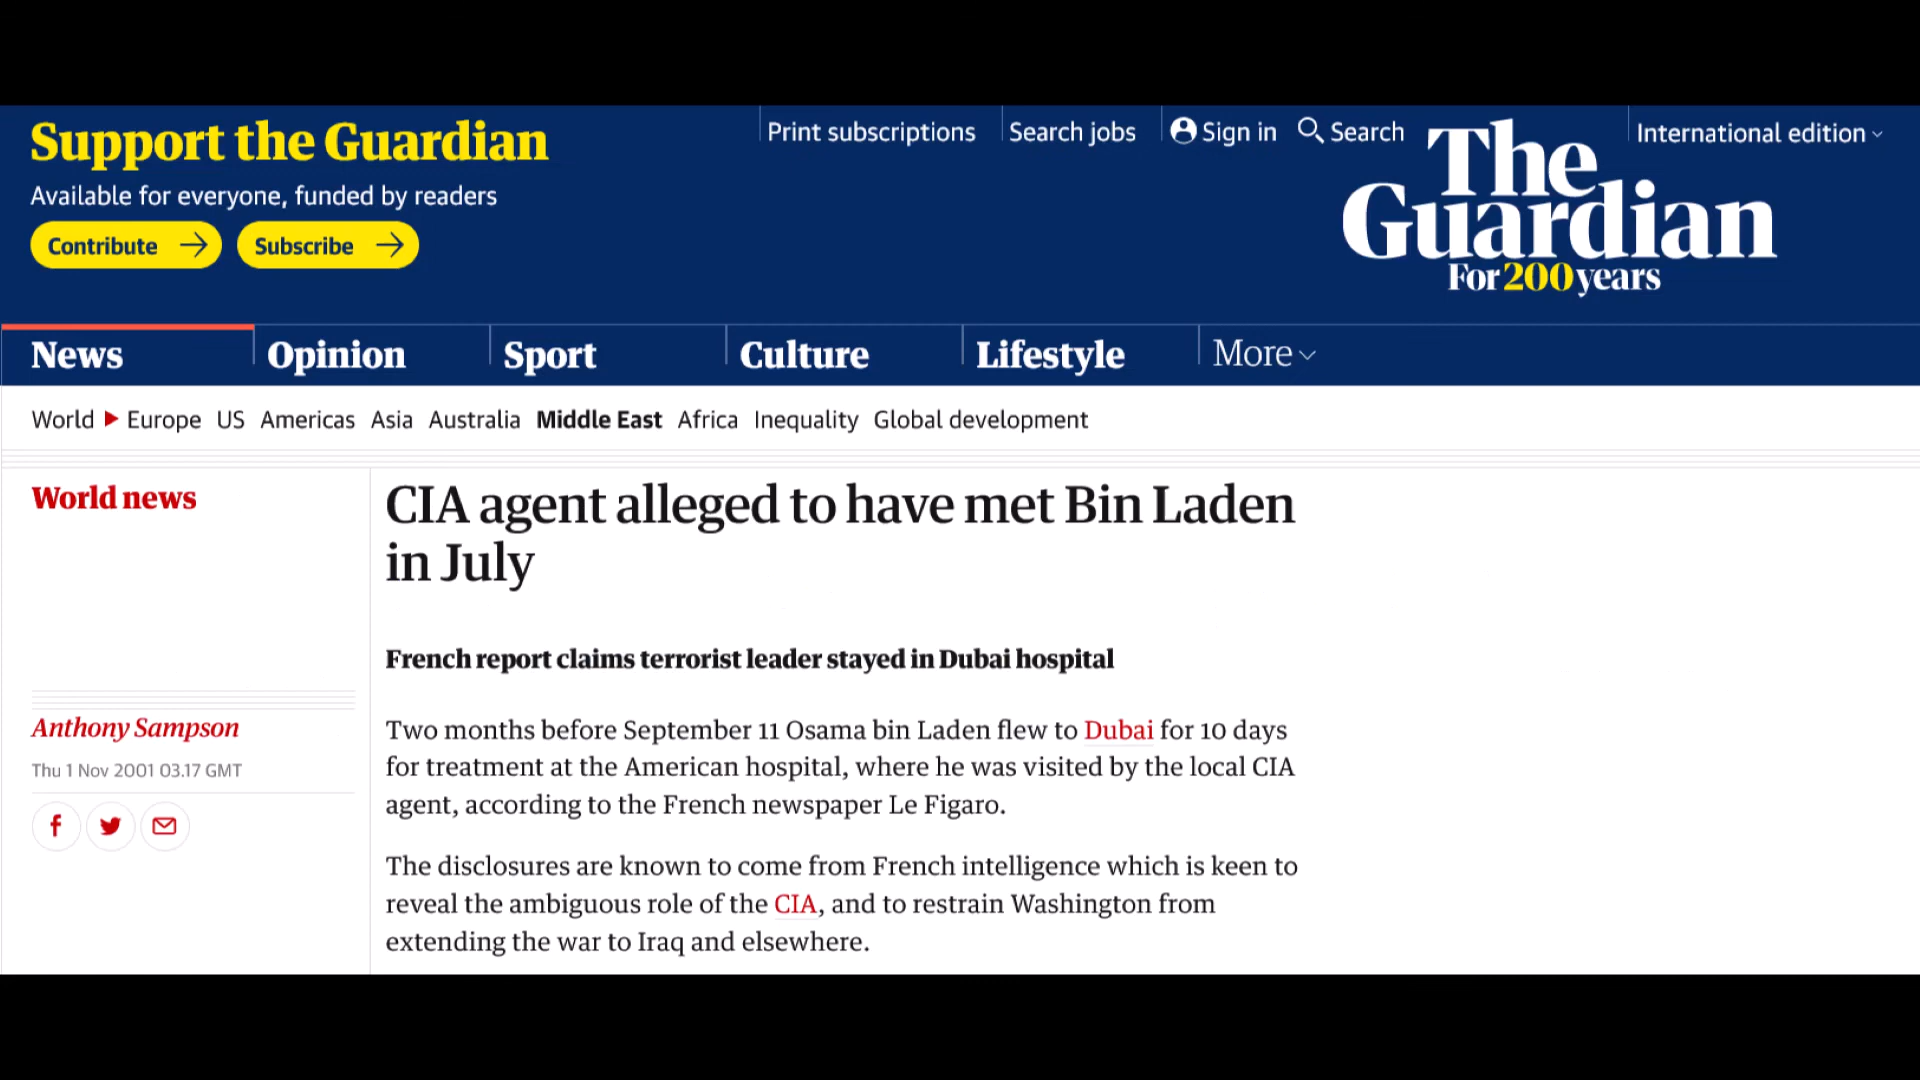 Support the Guardian
Available for everyone, funded by readers
Contribute
Subscribe
Print subscriptions
Search jobs
Sign in
Search
International edition
The
Guardian
For 200 years
News
Opinion
Sport
Culture
Lifestyle
More
World Europe US Americas Asia Australia Middle East Africa Inequality Global development
World news
CIA agent alleged to have met Bin Laden
in July
French report claims terrorist leader stayed in Dubai hospital
Anthony Sampson
Thu 1 Nov 2001 03.17 GMT
Two months before September 11 Osama bin Laden flew to Dubai for 10 days
for treatment at the American hospital, where he was visited by the local CIA
agent, according to the French newspaper Le Figaro.
The disclosures are known to come from French intelligence which is keen to
reveal the ambiguous role of the CIA, and to restrain Washington from
extending the war to Iraq and elsewhere.